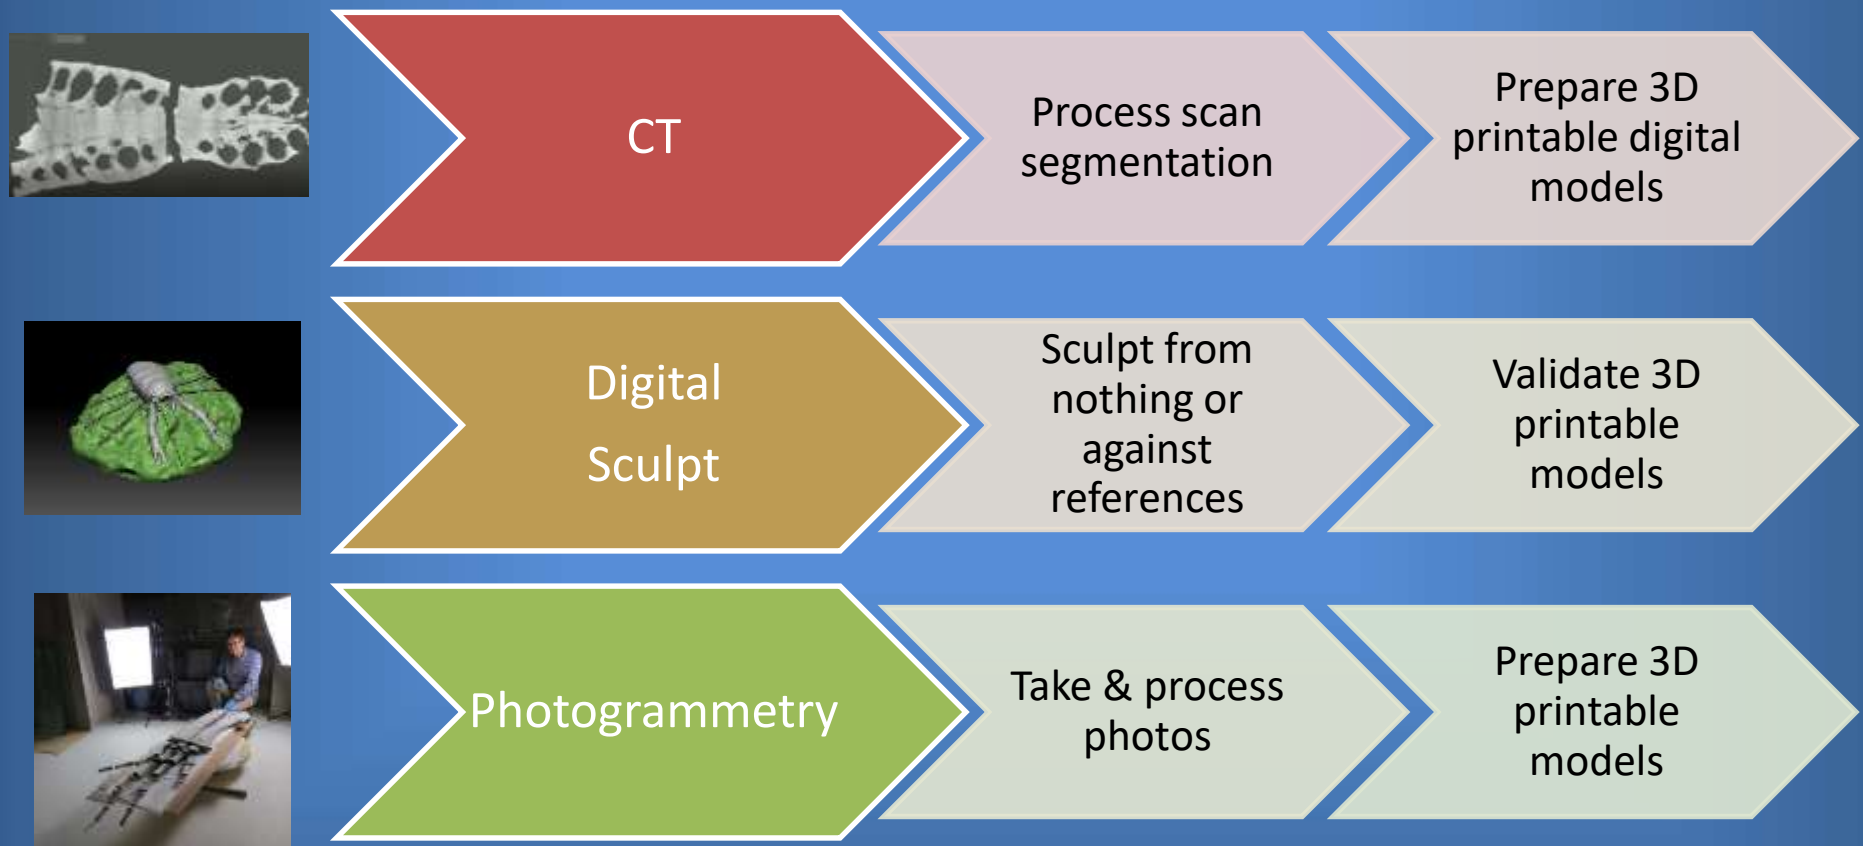 CT
Process scan
segmentation
Prepare 3D
printable digital
models
Digital
Sculpt
Sculpt from
nothing or
against
references
Validate 3D
printable
models
Photogrammetry
Take & process
photos
Prepare 3D
printable
models